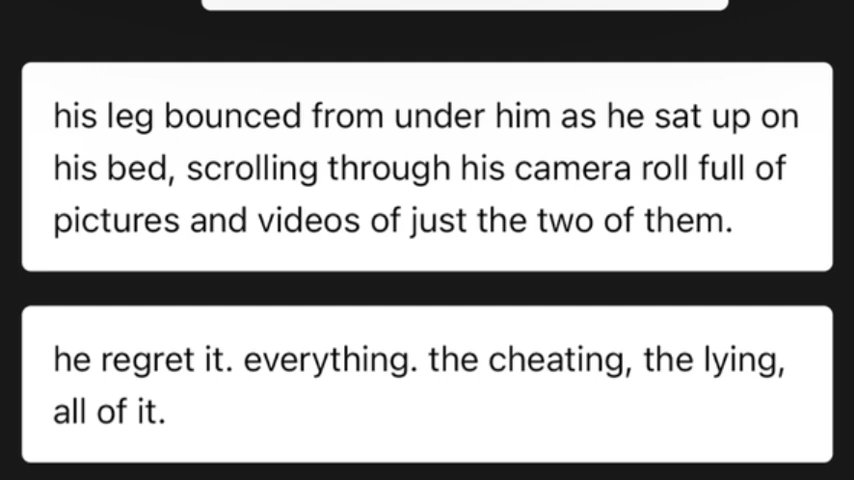 his leg bounced from under him as he sat up on
his bed, scrolling through his camera roll full of
pictures and videos of just the two of them.
he regret it. everything. the cheating, the lying,
all of it.